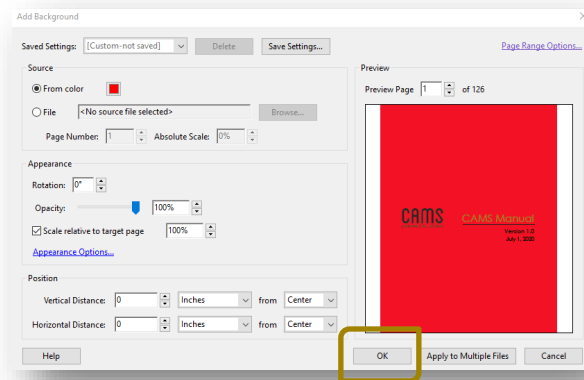 Add Background
Saved Settings: [Custom-not saved] Delete Save Settings... Page Range Options...
Source
From color
File <No source file selected> Browse...
Page Number: 1 Absolute Scale: 0%
Appearance
Rotation: 0°
Opacity: 100%
Scale relative to target page 100%
Appearance Options...
Position
Vertical Distance: 0 Inches from Center
Horizontal Distance: 0 Inches from Center
Preview
Preview Page 1 of 126
CAMS CAMS Manual
Version 1.0
July 1, 2020
Help OK Apply to Multiple Files Cancel